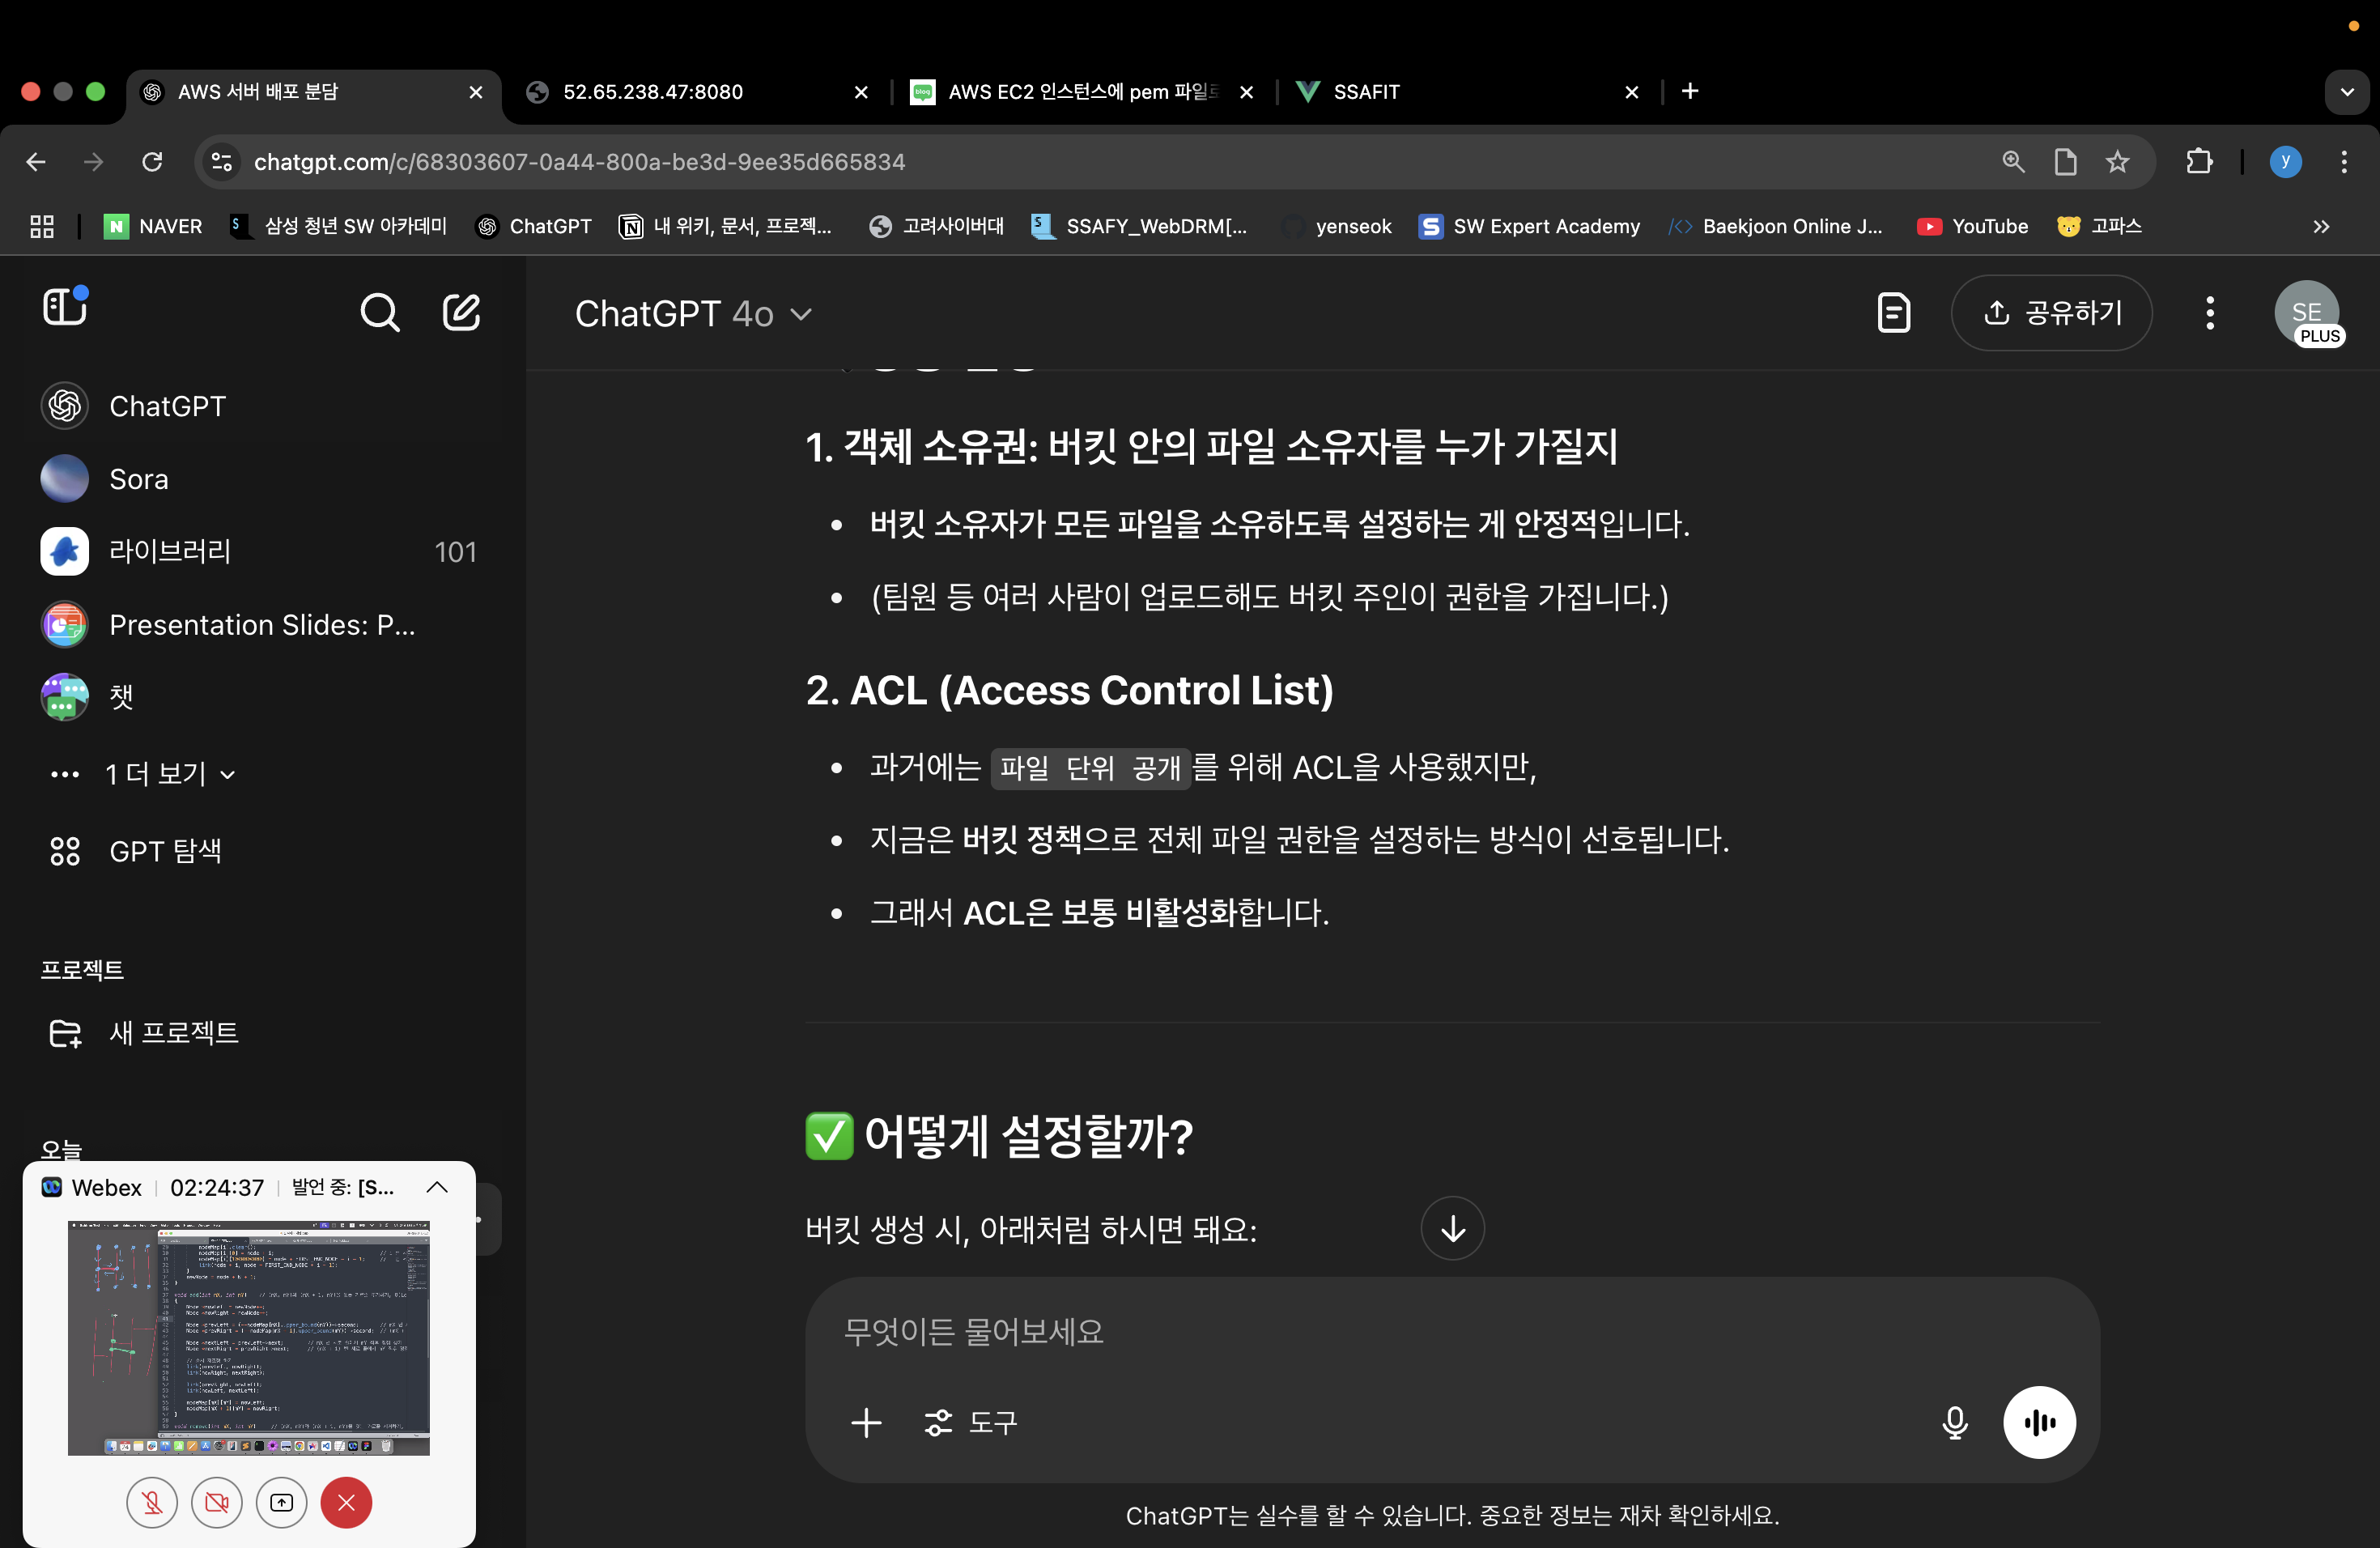 AWS 서버 배포 분담
52.65.238.47:8080
AWS EC2 인스턴스에 pem 파일로
SSAFIT
chatgpt.com/c/68303607-0a44-800a-be3d-9ee35d665834
y
NAVER
삼성 청년 SW 아카데미
ChatGPT
내 위키, 문서, 프로젝...
고려사이버대
SSAFY_WebDRM[...
yenseok
SW Expert Academy
Baekjoon Online J...
YouTube
고파스
ChatGPT 4o
공유하기
SE
PLUS
ChatGPT
Sora
라이브러리 101
Presentation Slides: P...
챗
1 더 보기
GPT 탐색
프로젝트
새 프로젝트
오늘
Webex 02:24:37 발언 중: [S...
1. 객체 소유권: 버킷 안의 파일 소유자를 누가 가질지
버킷 소유자가 모든 파일을 소유하도록 설정하는 게 안정적입니다.
(팀원 등 여러 사람이 업로드해도 버킷 주인이 권한을 가집니다.)
2. ACL (Access Control List)
과거에는 파일 단위 공개를 위해 ACL을 사용했지만,
지금은 버킷 정책으로 전체 파일 권한을 설정하는 방식이 선호됩니다.
그래서 ACL은 보통 비활성화합니다.
✅ 어떻게 설정할까?
버킷 생성 시, 아래처럼 하시면 돼요:
무엇이든 물어보세요
도구
ChatGPT는 실수를 할 수 있습니다. 중요한 정보는 재차 확인하세요.